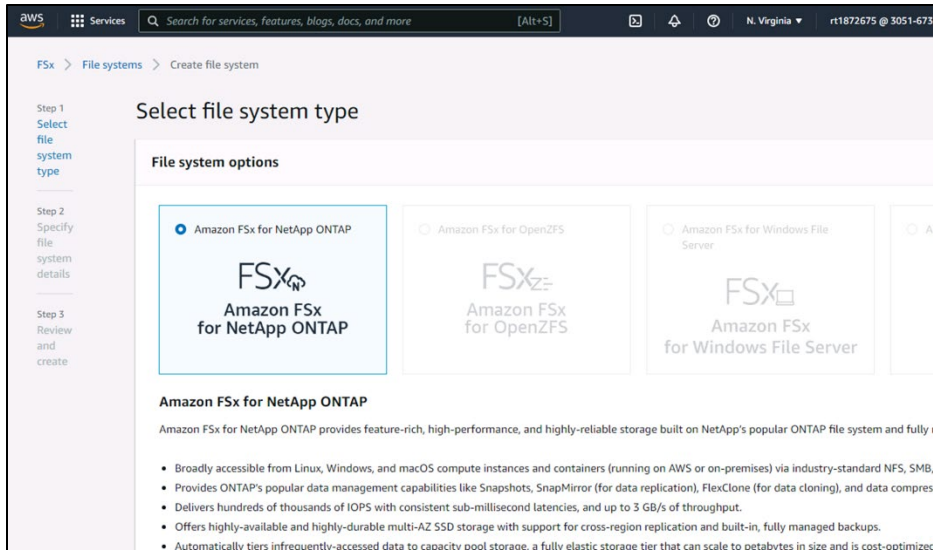 aws Services Search for services, features, blogs, docs, and more [Alt+S] N. Virginia ▼ rt1872675 @ 3051-673
FSx > File systems > Create file system
Step 1
Select
file
system
type
Step 2
Specify
file
system
details
Step 3
Review
and
create
Select file system type
File system options
Amazon FSx for NetApp ONTAP
FSx N
Amazon FSx
for NetApp ONTAP
Amazon FSx for OpenZFS
FSx Z
Amazon FSx
for OpenZFS
Amazon FSx for Windows File
Server
FSx
Amazon FSx
for Windows File Server
A
Amazon FSx for NetApp ONTAP
Amazon FSx for NetApp ONTAP provides feature-rich, high-performance, and highly-reliable storage built on NetApp's popular ONTAP file system and fully
• Broadly accessible from Linux, Windows, and macOS compute instances and containers (running on AWS or on-premises) via industry-standard NFS, SMB,
• Provides ONTAP's popular data management capabilities like Snapshots, SnapMirror (for data replication), FlexClone (for data cloning), and data compres
• Delivers hundreds of thousands of IOPS with consistent sub-millisecond latencies, and up to 3 GB/s of throughput.
• Offers highly-available and highly-durable multi-AZ SSD storage with support for cross-region replication and built-in, fully managed backups.
• Automatically tiers infrequently-accessed data to capacity pool storage, a fully elastic storage tier that can scale to petabytes in size and is cost-optimized